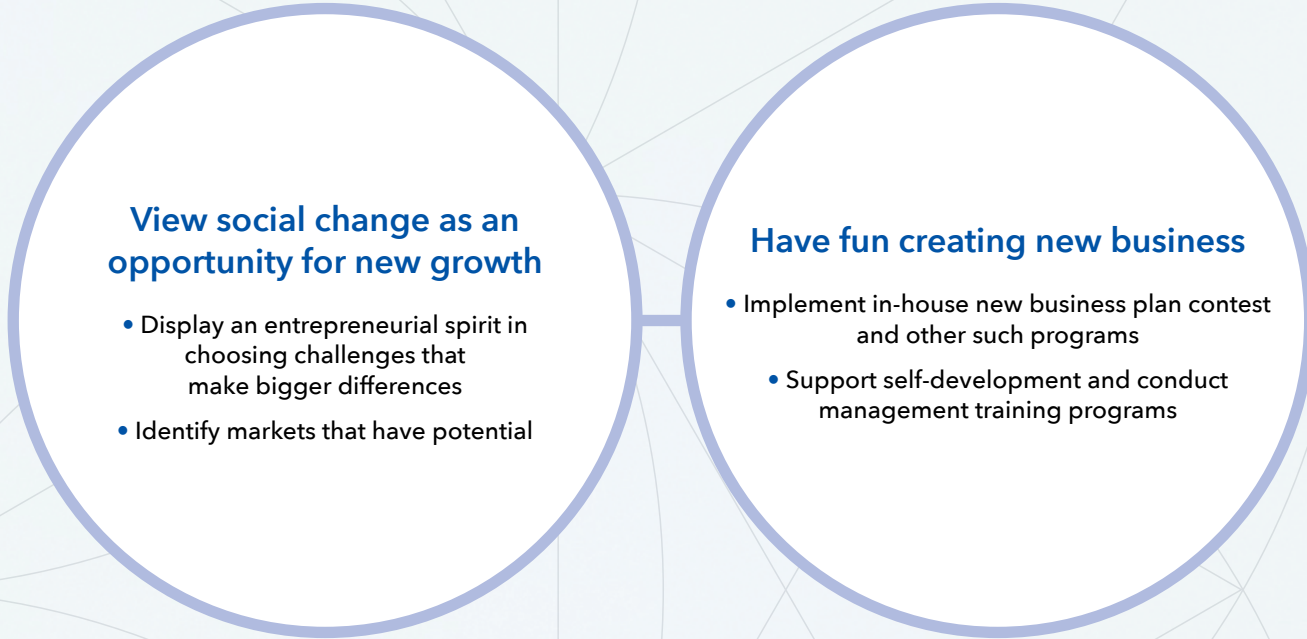 View social change as an
opportunity for new growth
• Display an entrepreneurial spirit in
choosing challenges that
make bigger differences
• Identify markets that have potential
Have fun creating new business
• Implement in-house new business plan contest
and other such programs
• Support self-development and conduct
management training programs